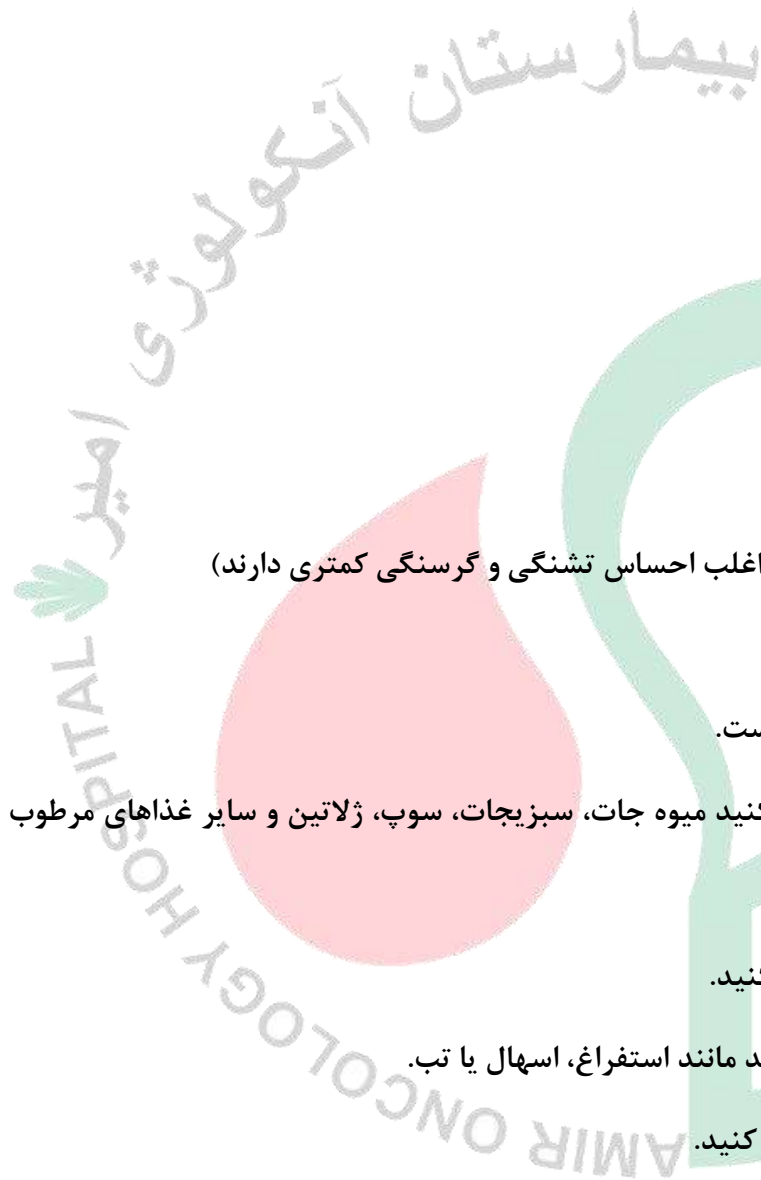 بیمارستان آنکولوژی امیر
اغلب احساس تشنگی و گرسنگی کمتری دارند)
ست.
کنید میوه جات، سبزیجات، سوپ، ژلاتین و سایر غذاهای مرطوب
کنید.
د مانند استفراغ، اسهال یا تب.
کنید.
AMIR ONCOLOGY HOSPITAL